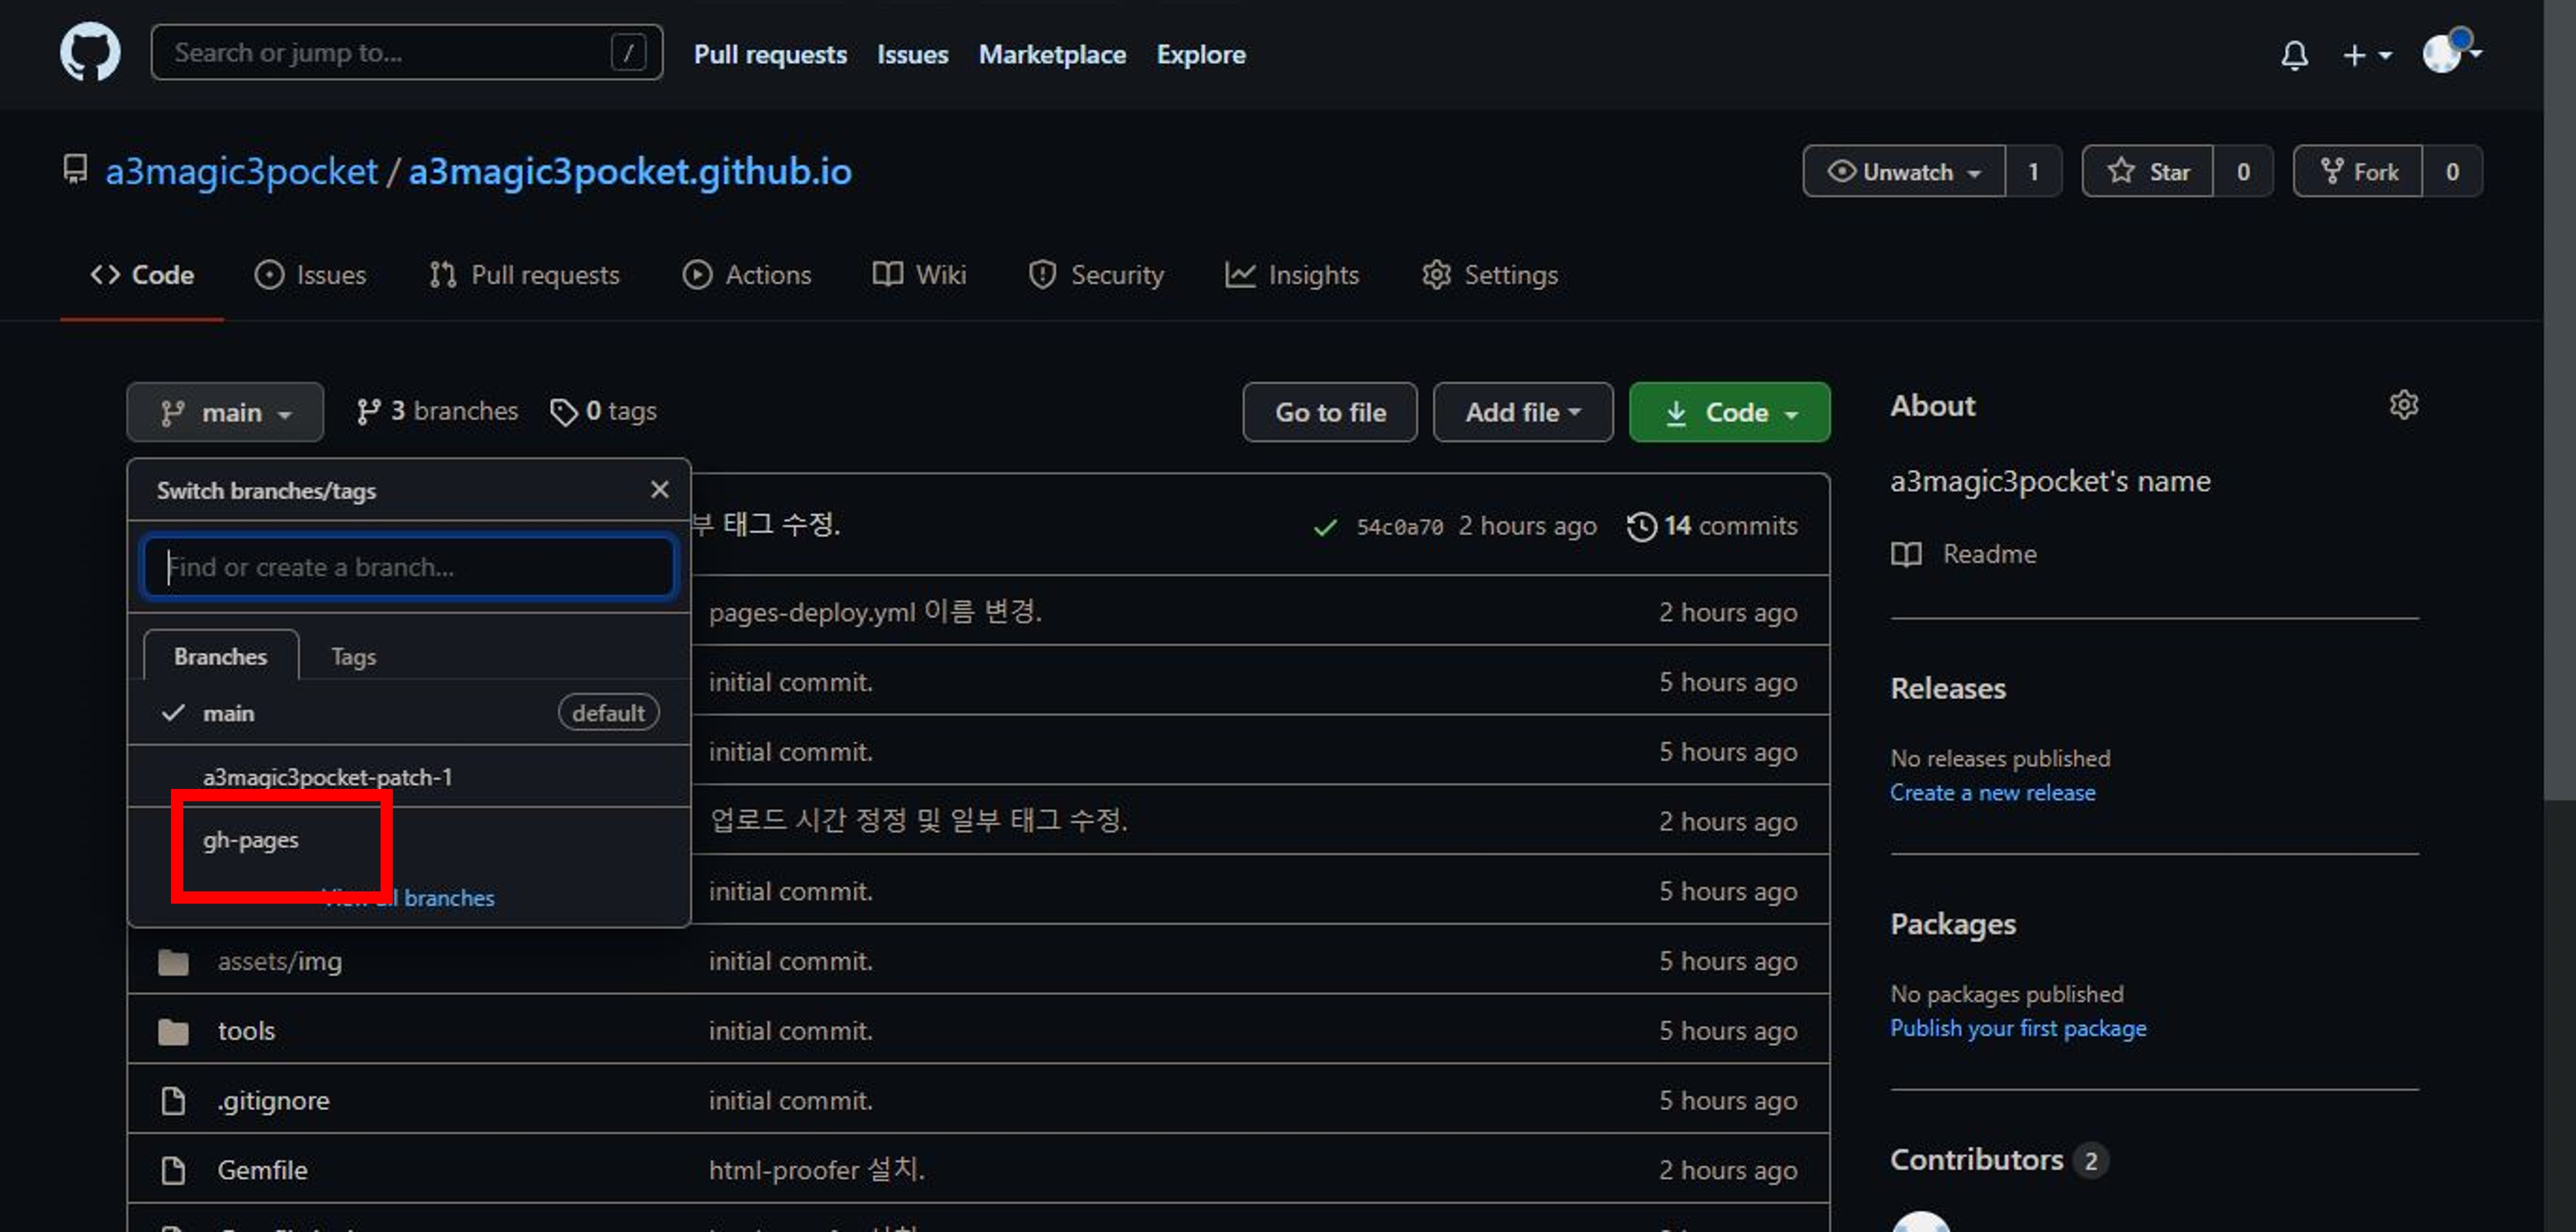 Search or jump to... /
Pull requests Issues Marketplace Explore
a3magic3pocket / a3magic3pocket.github.io
Unwatch 1 Star 0 Fork 0
Code Issues Pull requests Actions Wiki Security Insights Settings
main 3 branches 0 tags
Go to file Add file Code
Switch branches/tags
Find or create a branch...
Branches Tags
main default
a3magic3pocket-patch-1
gh-pages
branches
태그 수정. 54c0a70 2 hours ago 14 commits
pages-deploy.yml 이름 변경. 2 hours ago
initial commit. 5 hours ago
initial commit. 5 hours ago
업로드 시간 정정 및 일부 태그 수정. 2 hours ago
initial commit. 5 hours ago
assets/img initial commit. 5 hours ago
tools initial commit. 5 hours ago
.gitignore initial commit. 5 hours ago
Gemfile html-proofer 설치. 2 hours ago
About
a3magic3pocket's name
Readme
Releases
No releases published
Create a new release
Packages
No packages published
Publish your first package
Contributors 2